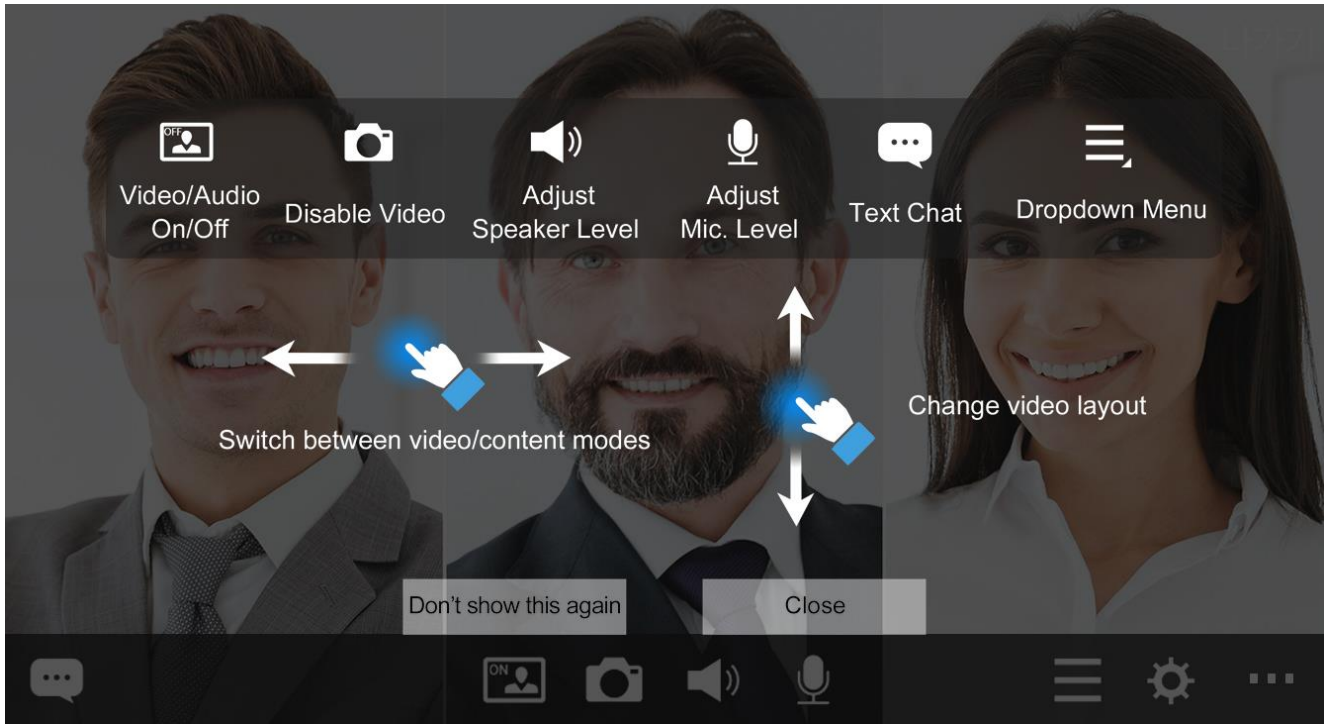 OFF
Video/Audio
On/Off
Disable Video
Adjust
Speaker Level
Adjust
Mic. Level
Text Chat
Dropdown Menu
Switch between video/content modes
Change video layout
Don't show this again
Close
ON